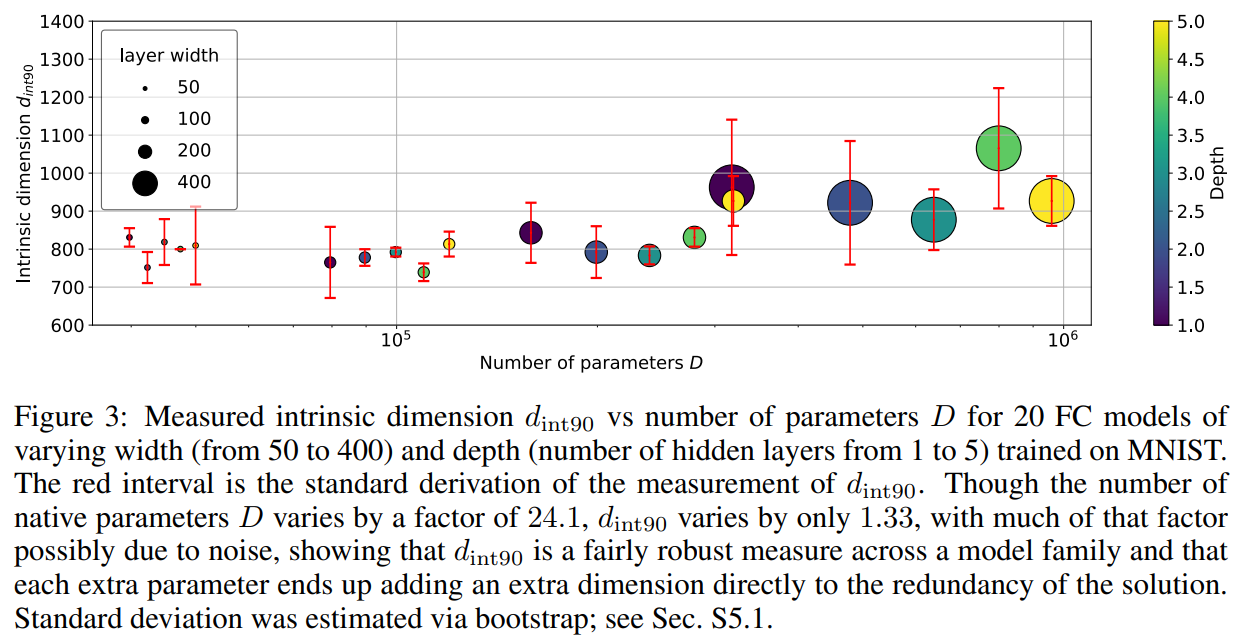 1400
1300
1200
1100
1000
900
800
700
600
Intrinsic dimension d_int90
layer width
50
100
200
400
10^5
10^6
Number of parameters D
5.0
4.5
4.0
3.5
3.0
2.5
2.0
1.5
1.0
Depth
Figure 3: Measured intrinsic dimension d_int90 vs number of parameters D for 20 FC models of
varying width (from 50 to 400) and depth (number of hidden layers from 1 to 5) trained on MNIST.
The red interval is the standard derivation of the measurement of d_int90. Though the number of
native parameters D varies by a factor of 24.1, d_int90 varies by only 1.33, with much of that factor
possibly due to noise, showing that d_int90 is a fairly robust measure across a model family and that
each extra parameter ends up adding an extra dimension directly to the redundancy of the solution.
Standard deviation was estimated via bootstrap; see Sec. S5.1.